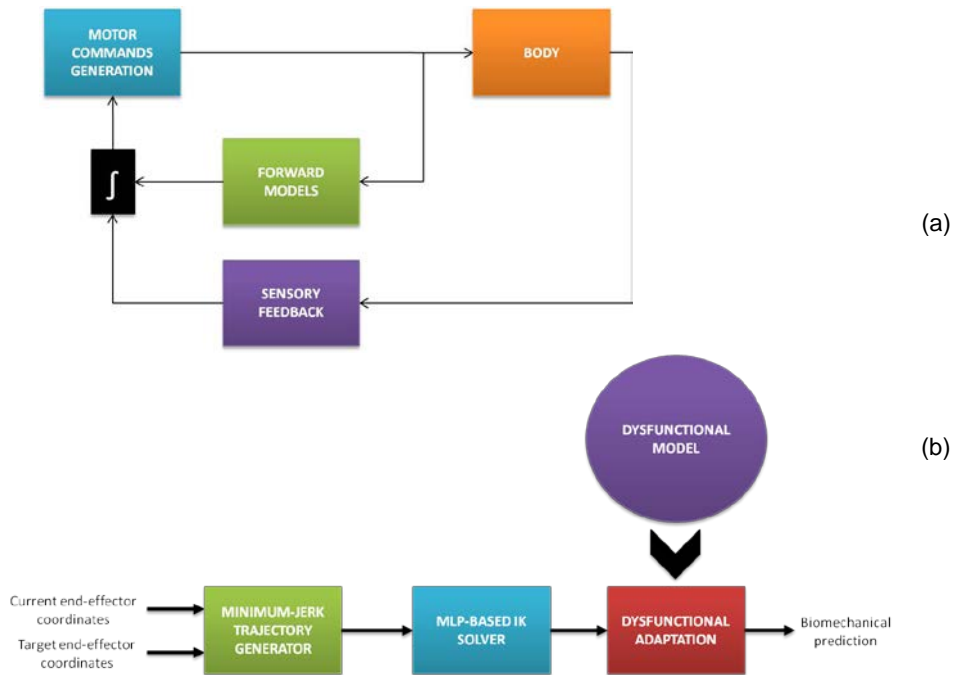 MOTOR
COMMANDS
GENERATION
BODY
∫
FORWARD
MODELS
(a)
SENSORY
FEEDBACK
DYSFUNCTIONAL
MODEL
(b)
Current end-effector
coordinates
Target end-effector
coordinates
MINIMUM-JERK
TRAJECTORY
GENERATOR
MLP-BASED IK
SOLVER
DYSFUNCTIONAL
ADAPTATION
Biomechanical
prediction